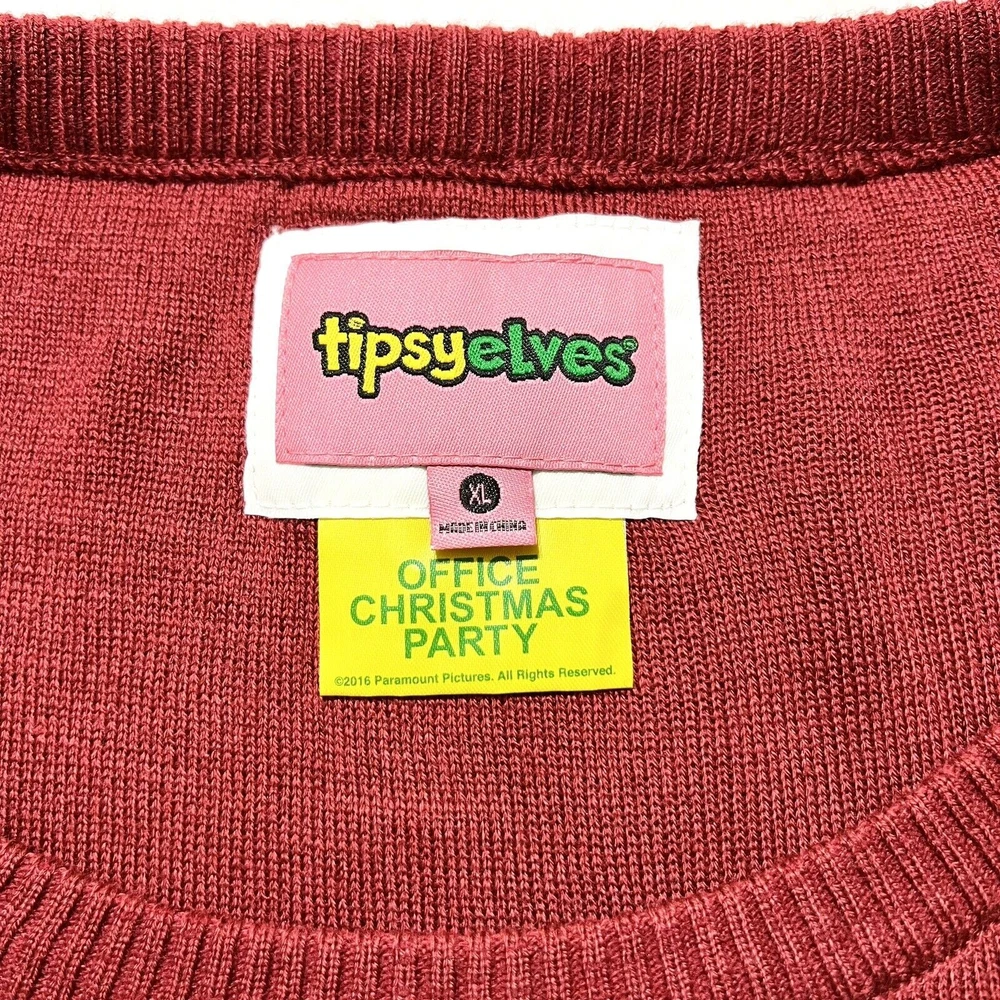 tipsyelves®
XL
MADE IN CHINA
OFFICE
CHRISTMAS
PARTY
©2016 Paramount Pictures. All Rights Reserved.